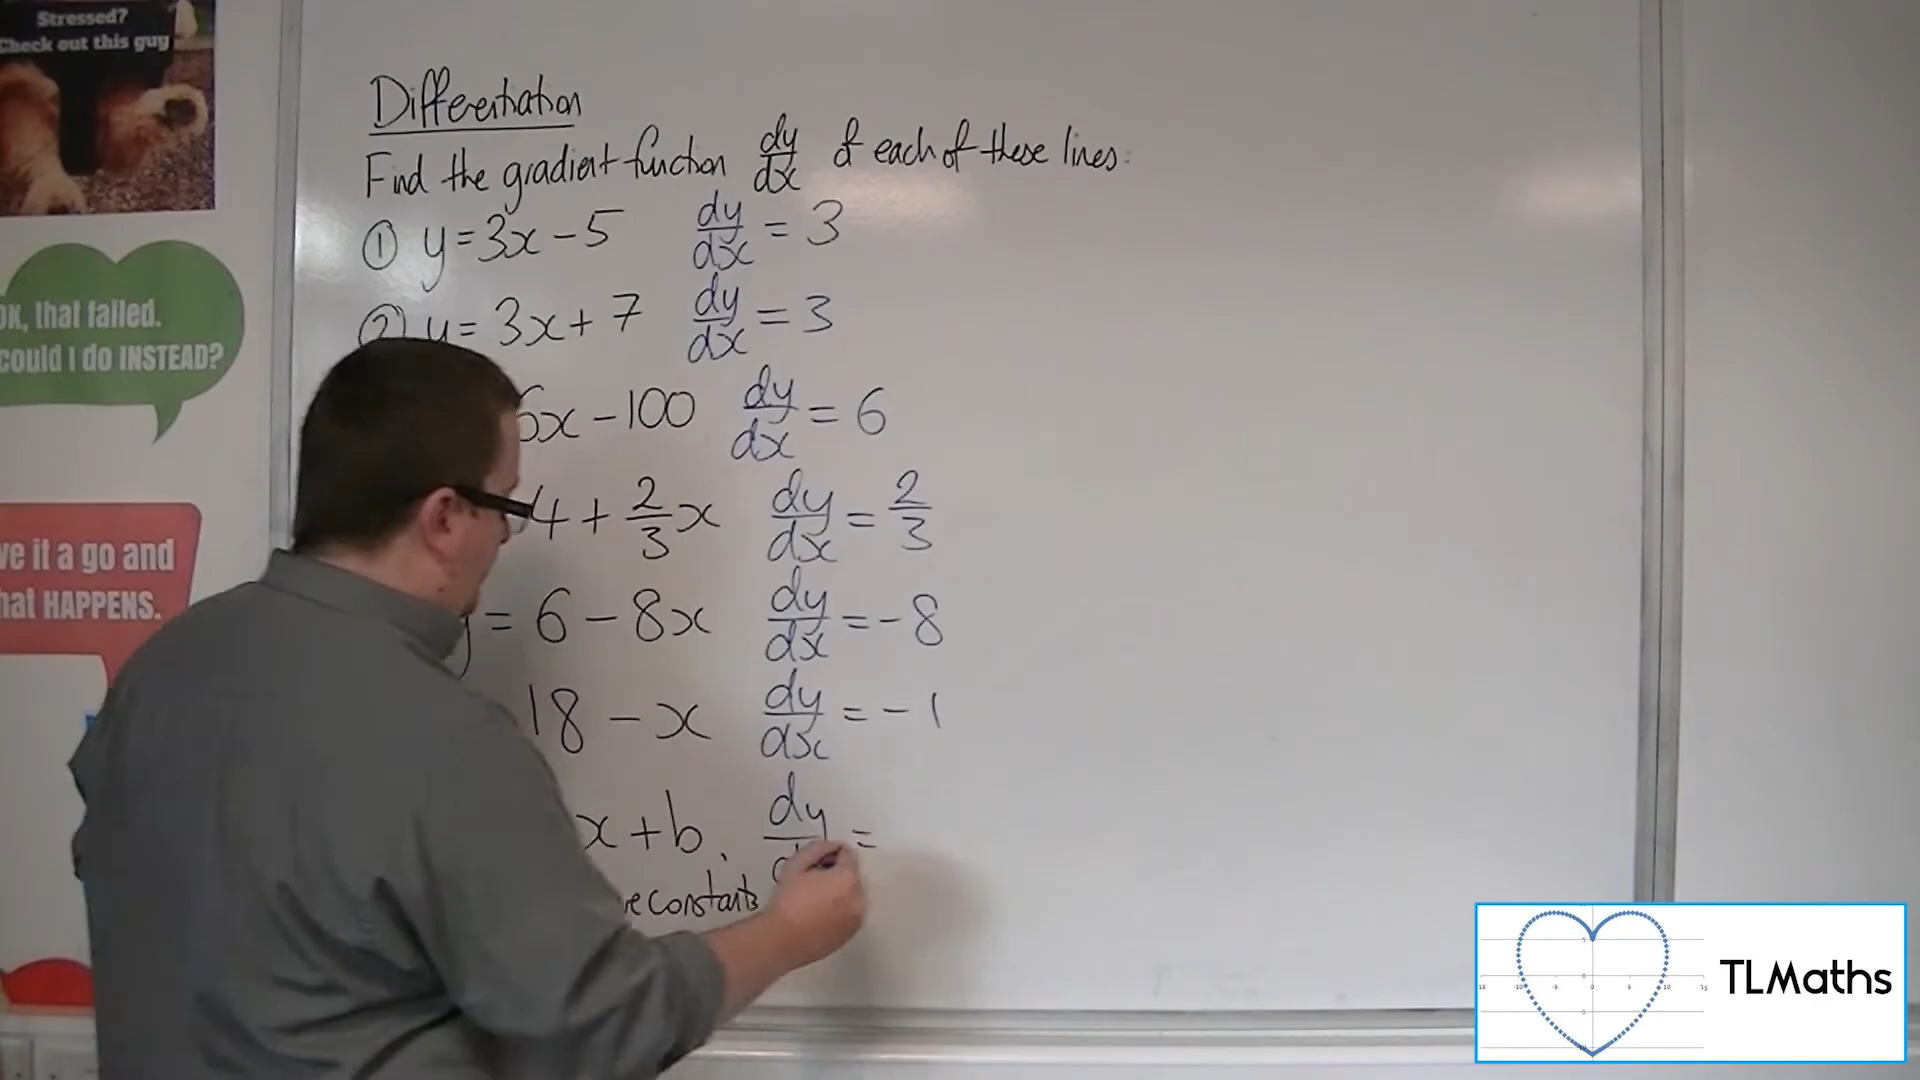 Stressed?
Check out this guy
OK, that failed.
could I do INSTEAD?
ve it a go and
hat HAPPENS.
Differentiation
Find the gradient function dy/dx of each of these lines:
① y=3x-5 dy/dx = 3
② y= 3x+7 dy/dx = 3
6x-100 dy/dx = 6
4+2/3x dy/dx = 2/3
y = 6-8x dy/dx = -8
18-x dy/dx = -1
x+b, dy/ =
re constants
TLMaths